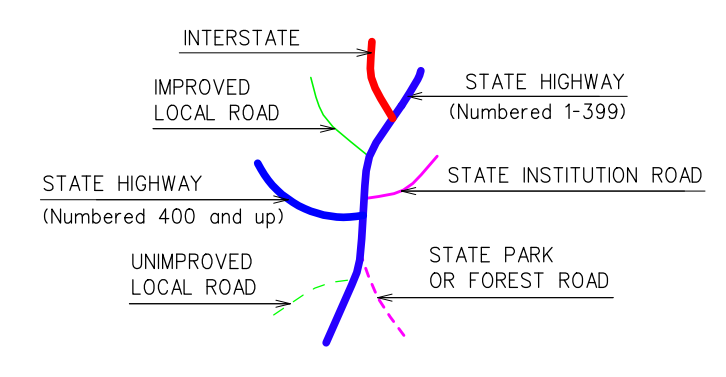 INTERSTATE
IMPROVED
LOCAL ROAD
STATE HIGHWAY
(Numbered 1-399)
STATE INSTITUTION ROAD
STATE HIGHWAY
(Numbered 400 and up)
UNIMPROVED
LOCAL ROAD
STATE PARK
OR FOREST ROAD